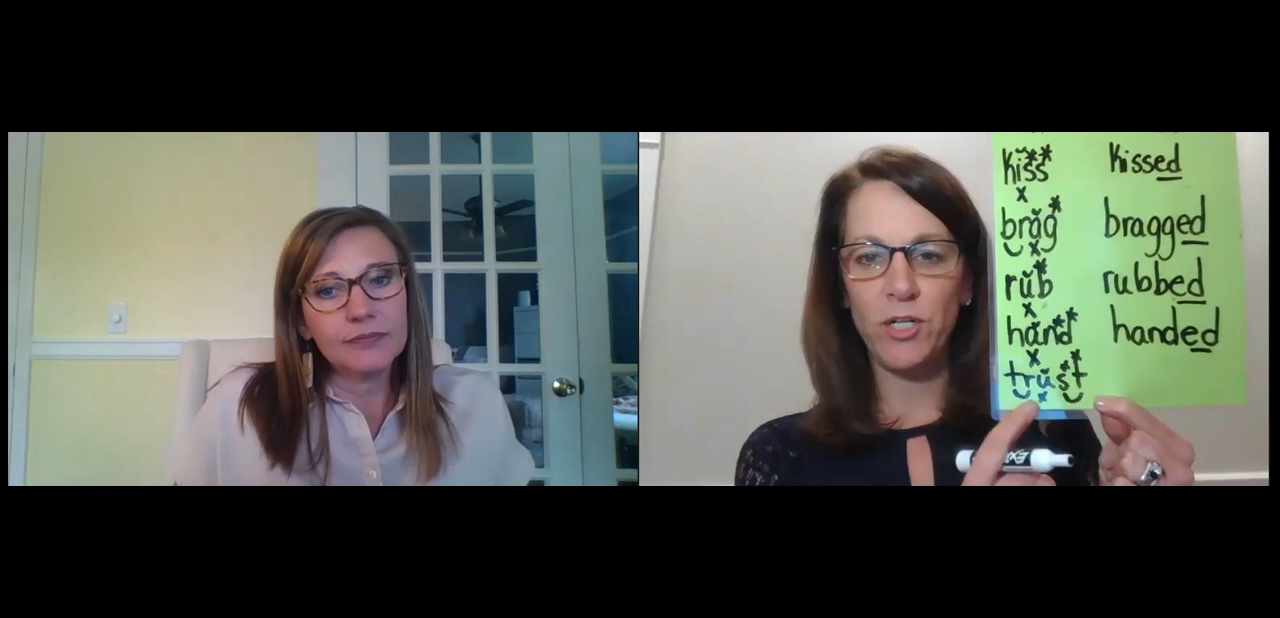 kiss kissed
brag bragged
rub rubbed
hand handed
trust